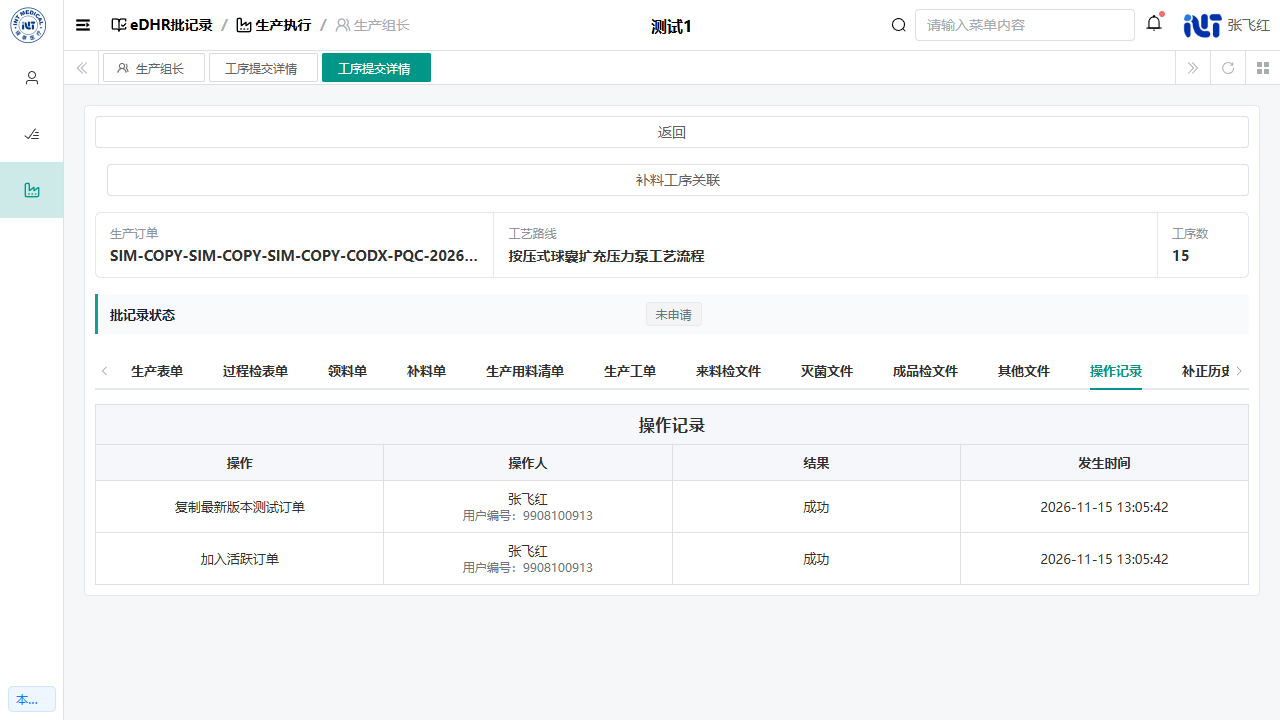 eDHR批记录 / 生产执行 / 生产组长
测试1
请输入菜单内容
张飞红
生产组长
工序提交详情
工序提交详情
返回
补料工序关联
生产订单
SIM-COPY-SIM-COPY-SIM-COPY-CODX-PQC-2026...
工艺路线
按压式球囊扩充压力泵工艺流程
工序数
15
批记录状态
未申请
生产表单 过程检表单 领料单 补料单 生产用料清单 生产工单 来料检文件 灭菌文件 成品检文件 其他文件 操作记录 补正历史
操作记录
操作 操作人 结果 发生时间
复制最新版本测试订单 张飞红 成功 2026-11-15 13:05:42
用户编号：9908100913
加入活跃订单 张飞红 成功 2026-11-15 13:05:42
用户编号：9908100913
本...